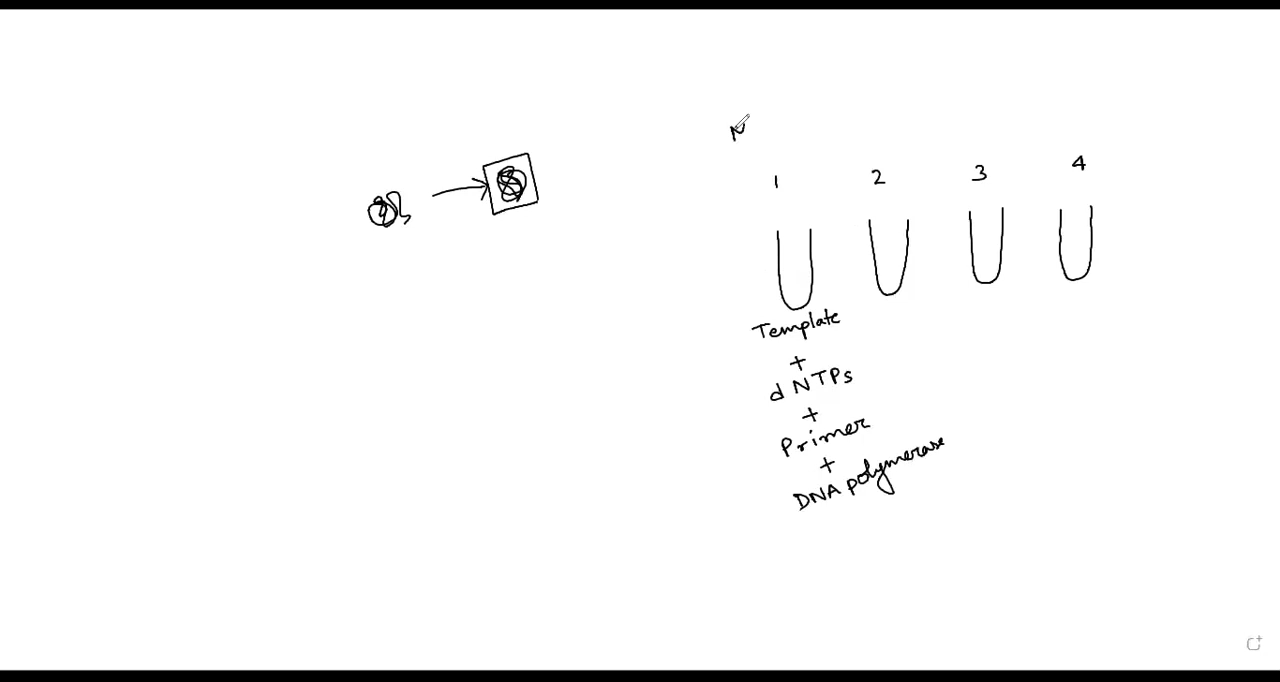 N
1 2 3 4
Template
+
dNTPs
+
Primer
+
DNA polymerase